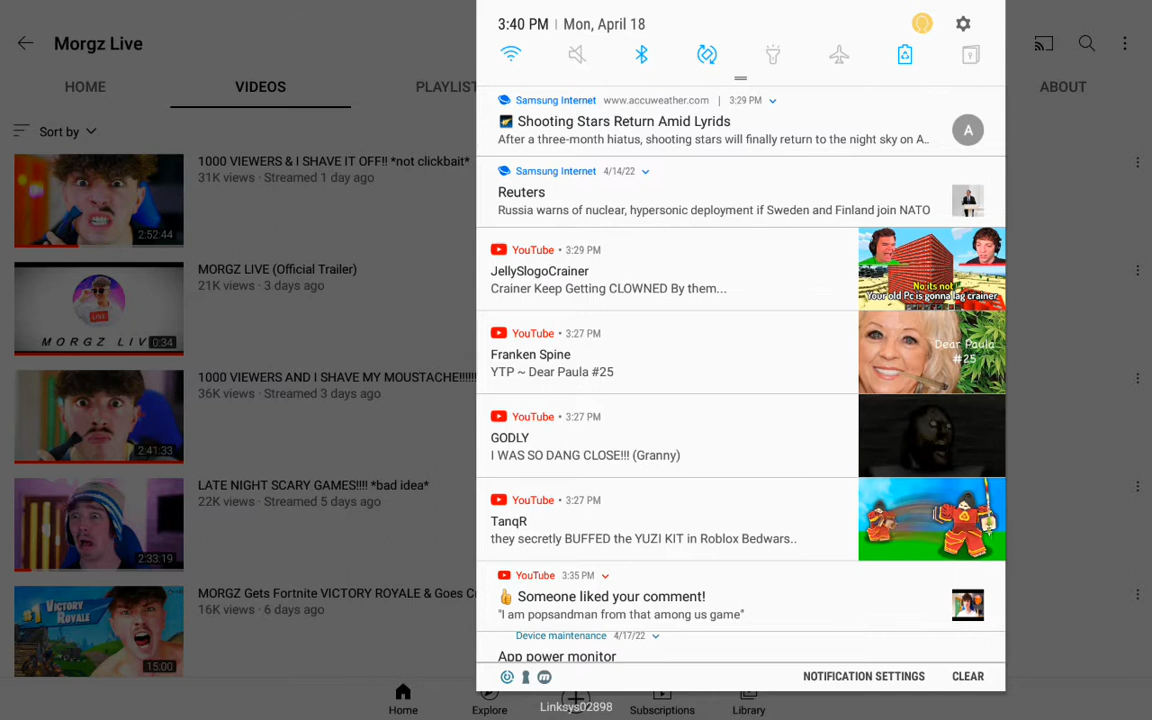 Morgz Live
HOME
VIDEOS
PLAYLIST
ABOUT
Sort by
1000 VIEWERS & I SHAVE IT OFF!! *not clickbait*
31K views · Streamed 1 day ago
2:52:44
MORGZ LIVE (Official Trailer)
21K views · 3 days ago
LIVE
MORGZ LIV
0:34
1000 VIEWERS AND I SHAVE MY MOUSTACHE!!!!!!
36K views · Streamed 3 days ago
2:41:33
LATE NIGHT SCARY GAMES!!!! *bad idea*
22K views · Streamed 5 days ago
2:33:19
MORGZ Gets Fortnite VICTORY ROYALE & Goes C
16K views · 6 days ago
#1 VICTORY ROYALE
15:00
3:40 PM | Mon, April 18
Samsung Internet www.accuweather.com | 3:29 PM
Shooting Stars Return Amid Lyrids
After a three-month hiatus, shooting stars will finally return to the night sky on A..
A
Samsung Internet 4/14/22
Reuters
Russia warns of nuclear, hypersonic deployment if Sweden and Finland join NATO
YouTube • 3:29 PM
JellySlogoCrainer
Crainer Keep Getting CLOWNED By them...
No its not
Your old Pc is gonna lag crainer
YouTube • 3:27 PM
Franken Spine
YTP ~ Dear Paula #25
Dear Paula
#25
YouTube • 3:27 PM
GODLY
I WAS SO DANG CLOSE!!! (Granny)
YouTube • 3:27 PM
TanqR
they secretly BUFFED the YUZI KIT in Roblox Bedwars..
YouTube 3:35 PM
👍 Someone liked your comment!
"I am popsandman from that among us game"
Device maintenance 4/17/22
App power monitor
NOTIFICATION SETTINGS
CLEAR
Home
Explore
Subscriptions
Library
Linksys02898